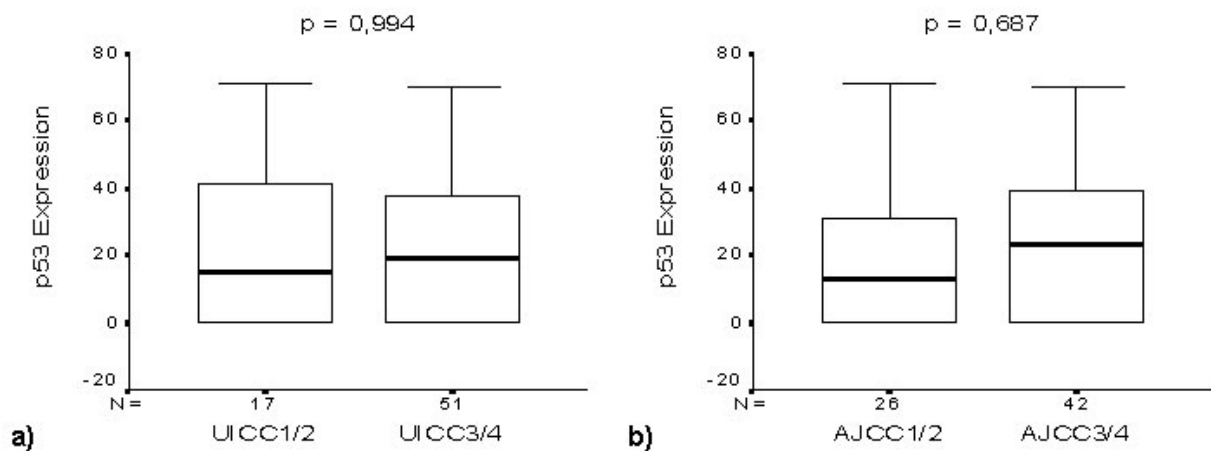 p = 0,994
p53 Expression
80
60
40
20
0
-20
N =
17
51
UICC1/2
UICC3/4
a)
p = 0,687
p53 Expression
80
60
40
20
0
-20
N =
26
42
AJCC1/2
AJCC3/4
b)